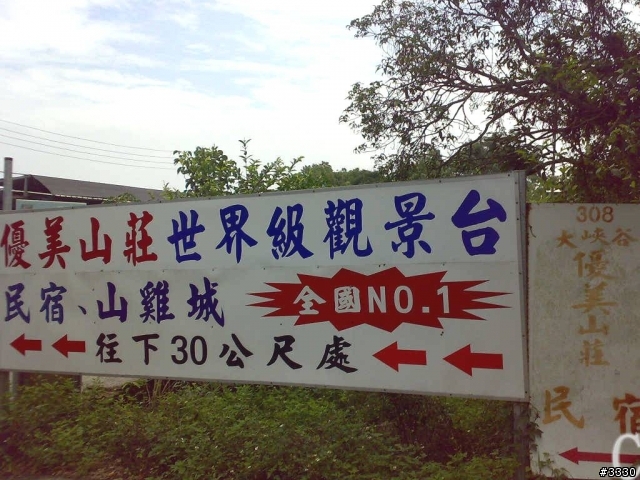 優美山莊世界級觀景台
民宿、山雞城 全國NO.1
往下30公尺處
308
大峽谷
優美山莊
民宿
#3330